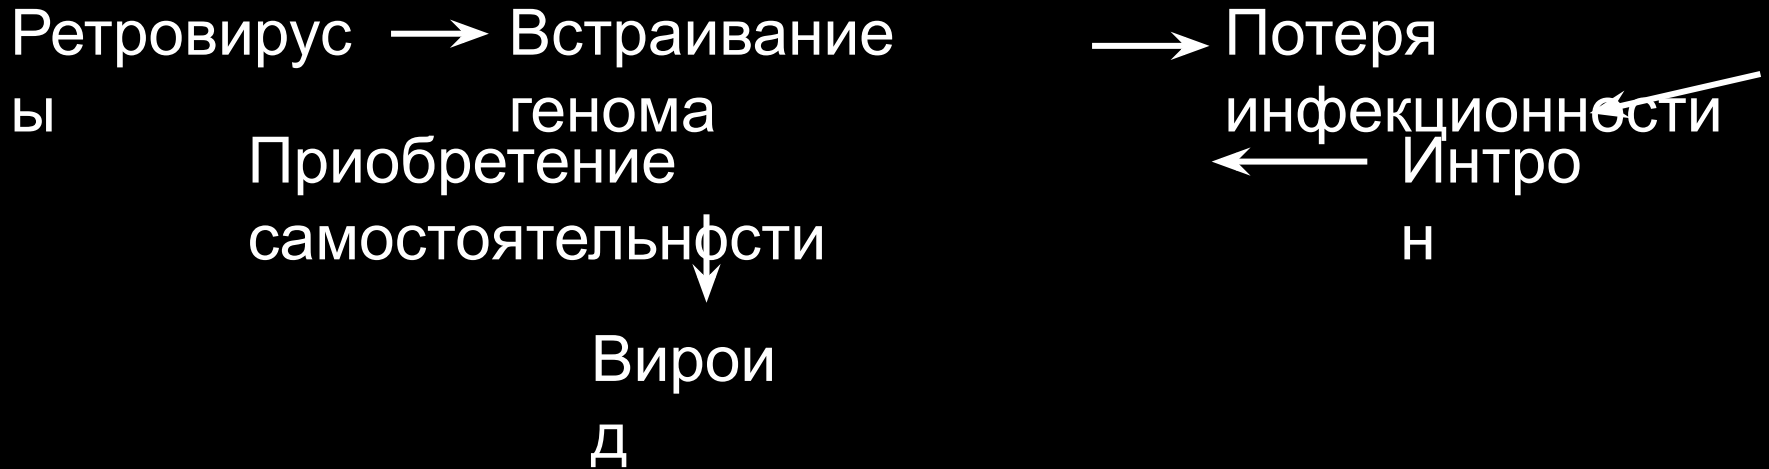 Ретровирус
ы
Встраивание
генома
Потеря
инфекционности
Приобретение
самостоятельности
Интро
н
Вирои
д